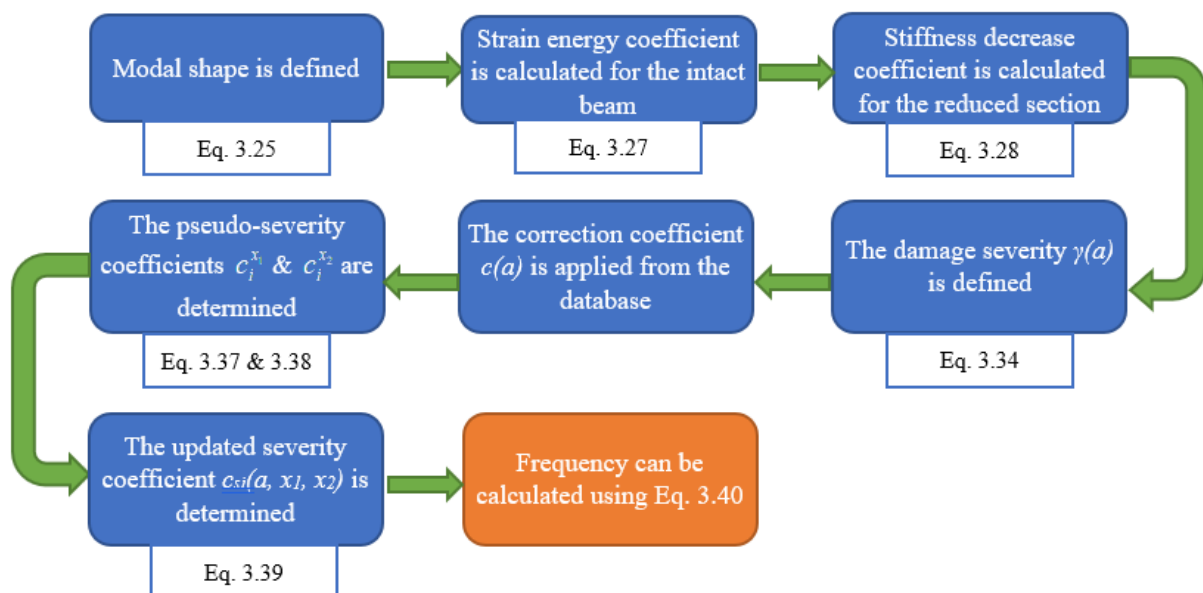 Modal shape is defined
Eq. 3.25
Strain energy coefficient
is calculated for the intact
beam
Eq. 3.27
Stiffness decrease
coefficient is calculated
for the reduced section
Eq. 3.28
The damage severity γ(a)
is defined
Eq. 3.34
The correction coefficient
c(a) is applied from the
database
The pseudo-severity
coefficients c_i^{x_1} & c_i^{x_2} are
determined
Eq. 3.37 & 3.38
The updated severity
coefficient c_{si}(a, x1, x2) is
determined
Eq. 3.39
Frequency can be
calculated using Eq. 3.40